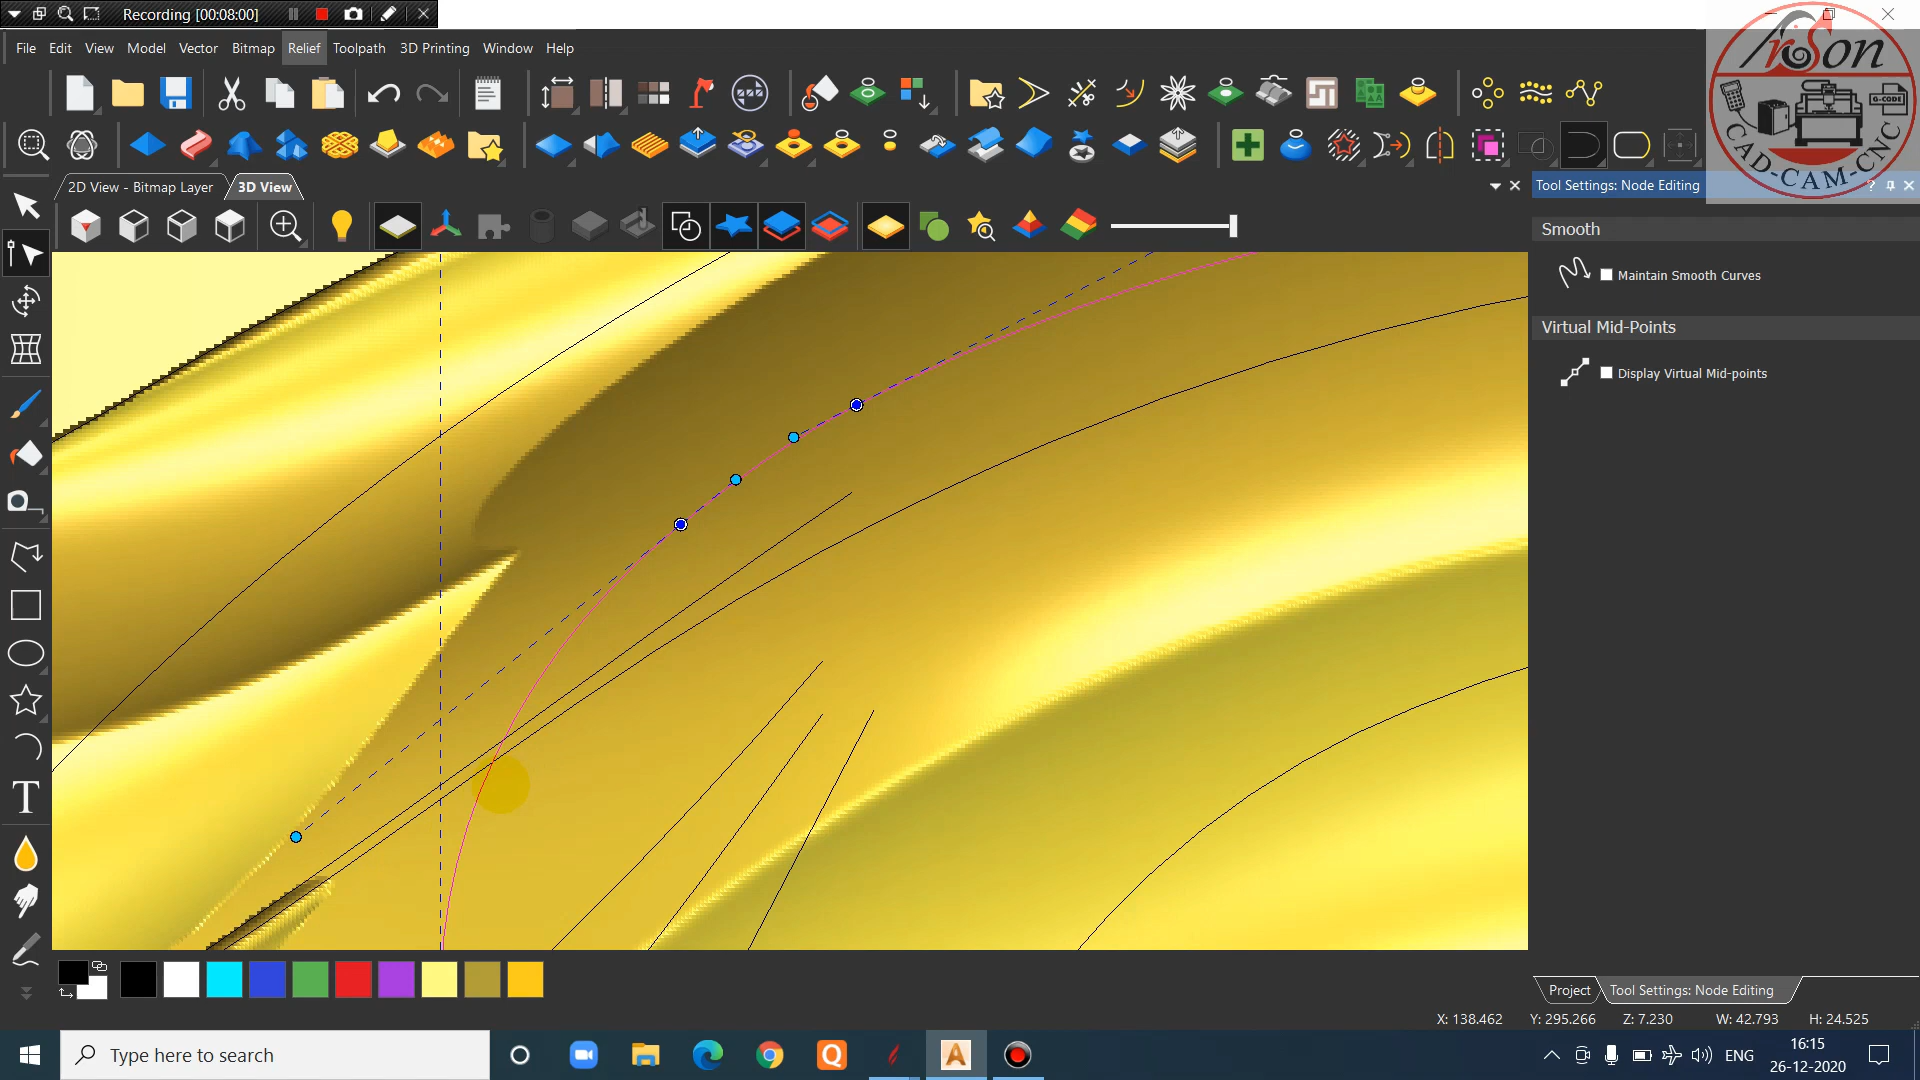 Recording [00:08:00]
File Edit View Model Vector Bitmap Relief Toolpath 3D Printing Window Help
ArSon
G-CODE
CAD-CAM-CNC
2D View - Bitmap Layer
3D View
Tool Settings: Node Editing
Smooth
Maintain Smooth Curves
Virtual Mid-Points
Display Virtual Mid-points
T
Project
Tool Settings: Node Editing
X: 138.462 Y: 295.266 Z: 7.230 W: 42.793 H: 24.525
Type here to search
ENG
16:15
26-12-2020